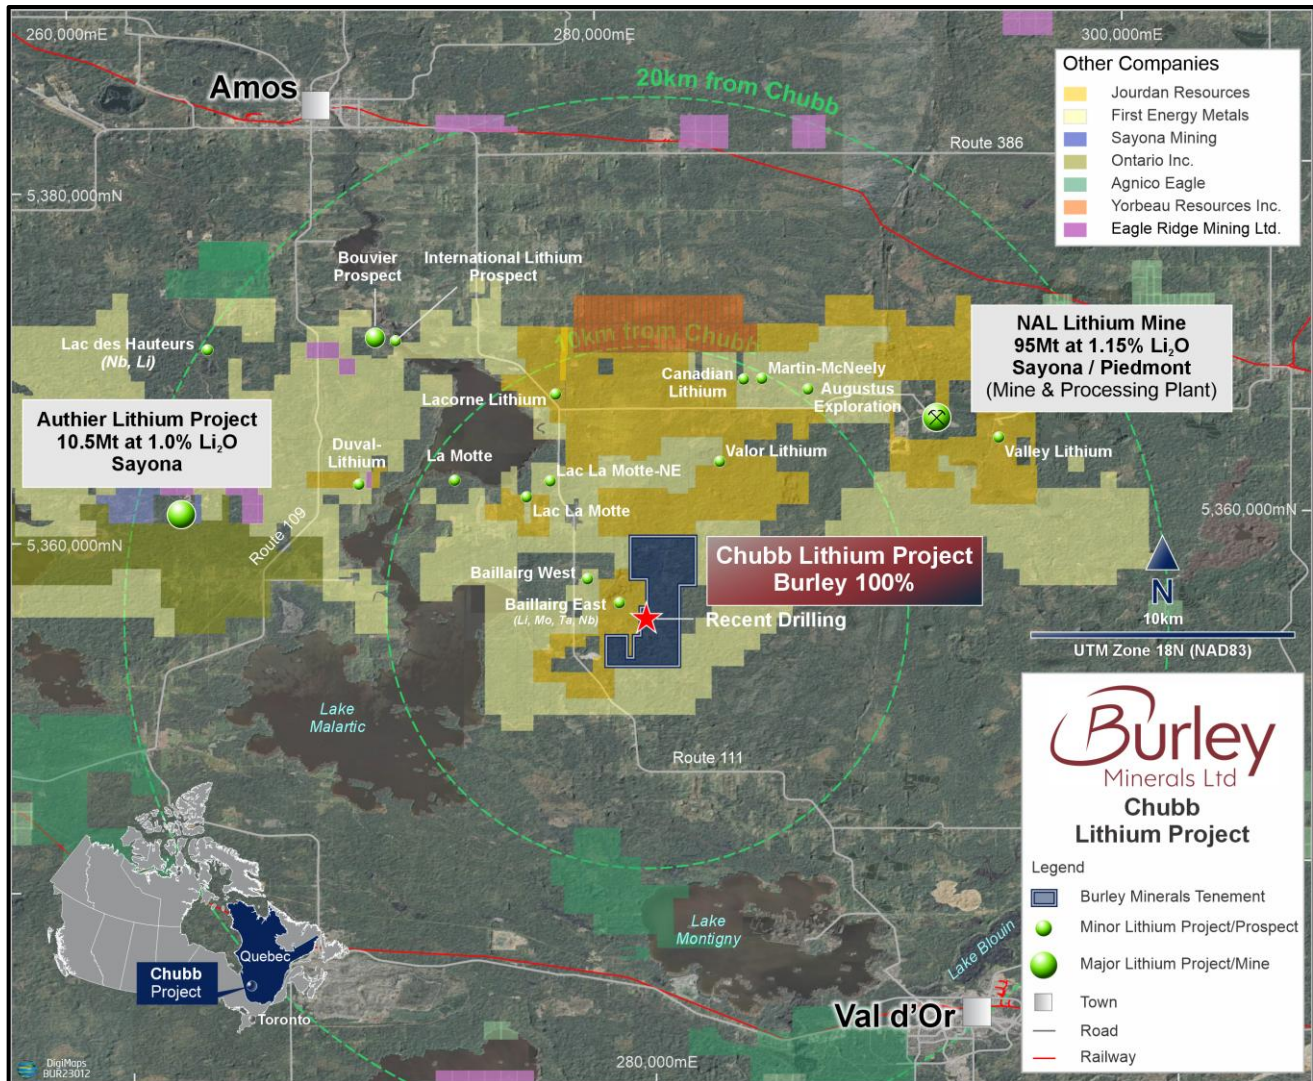 260,000mE
280,000mE
300,000mE
Amos
20km from Chubb
Route 386
Other Companies
Jourdan Resources
First Energy Metals
Sayona Mining
Ontario Inc.
Agnico Eagle
Yorbeau Resources Inc.
Eagle Ridge Mining Ltd.
5,380,000mN
Bouvier
Prospect
International Lithium
Prospect
Lac des Hauteurs
(Nb, Li)
10km from Chubb
NAL Lithium Mine
95Mt at 1.15% Li₂O
Sayona / Piedmont
(Mine & Processing Plant)
Canadian
Lithium
Martin-McNeely
Augustus
Exploration
Lacorne Lithium
Authier Lithium Project
10.5Mt at 1.0% Li₂O
Sayona
Duval-
Lithium
La Motte
Lac La Motte-NE
Lac La Motte
Valor Lithium
Valley Lithium
Route 109
5,360,000mN
5,360,000mN
Chubb Lithium Project
Burley 100%
Baillairg West
Baillairg East
(Li, Mo, Ta, Nb)
Recent Drilling
N
10km
UTM Zone 18N (NAD83)
Lake
Malartic
Route 111
Burley
Minerals Ltd
Chubb
Lithium Project
Legend
Burley Minerals Tenement
Minor Lithium Project/Prospect
Major Lithium Project/Mine
Town
Road
Railway
Lake
Montigny
Lake Blouin
Quebec
Chubb
Project
Toronto
Val d'Or
280,000mE
DigiMaps
BUR23012